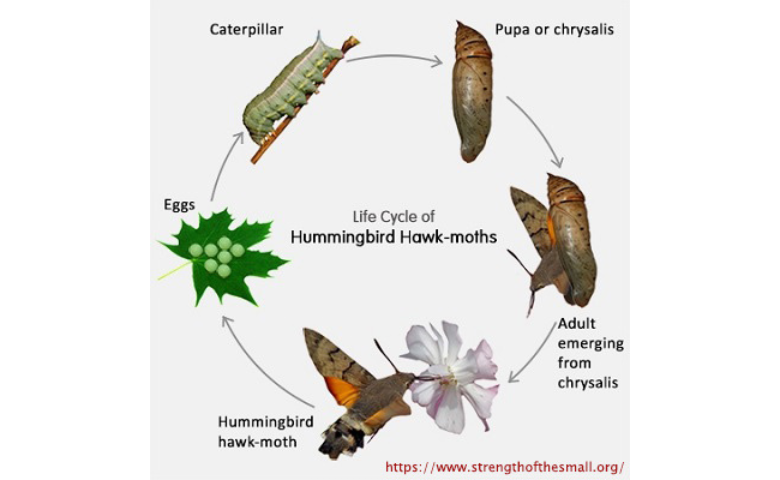 Caterpillar
Pupa or chrysalis
Eggs
Life Cycle of
Hummingbird Hawk-moths
Adult
emerging
from
chrysalis
Hummingbird
hawk-moth
https://www.strengthofthesmall.org/